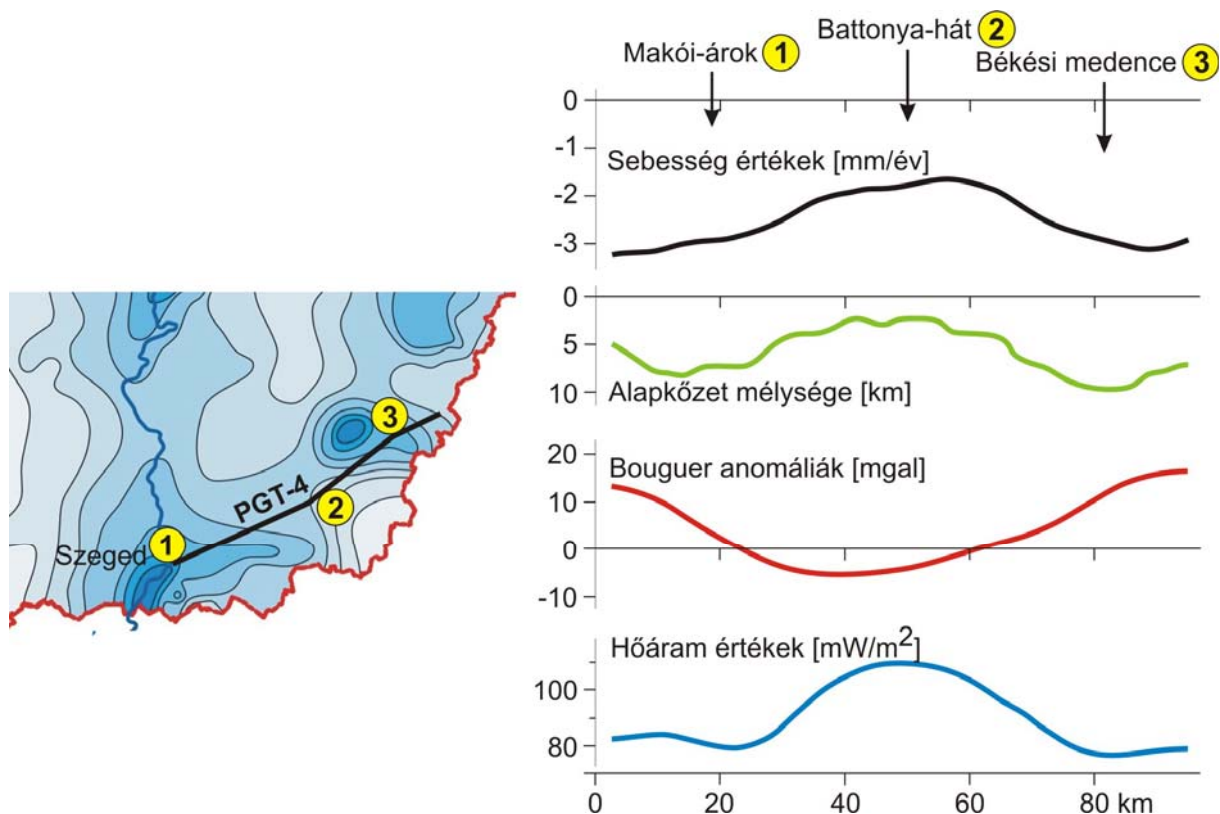 Makói-árok 1
Battonya-hát 2
Békési medence 3
0
-1
-2
-3
Sebesség értékek [mm/év]
0
5
10
Alapkőzet mélysége [km]
20
10
0
-10
Bouguer anomáliák [mgal]
Hőáram értékek [mW/m²]
100
80
0 20 40 60 80 km
3
PGT-4
2
1
Szeged